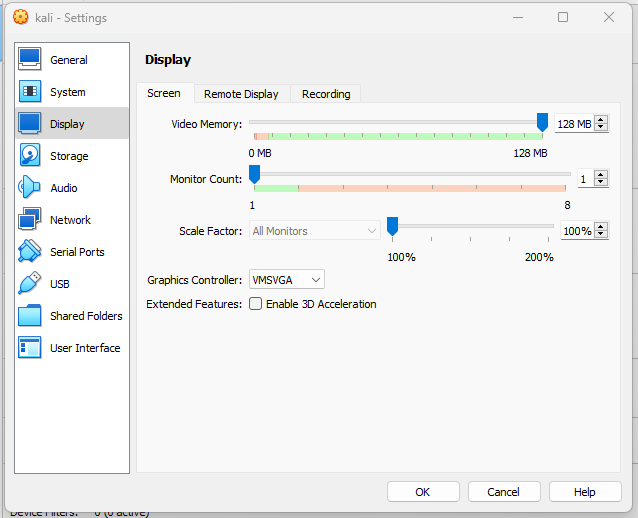 kali - Settings
General
System
Display
Storage
Audio
Network
Serial Ports
USB
Shared Folders
User Interface
Display
Screen
Remote Display
Recording
Video Memory:
128 MB
0 MB
128 MB
Monitor Count:
1
1
8
Scale Factor:
All Monitors
100%
100%
200%
Graphics Controller:
VMSVGA
Extended Features:
Enable 3D Acceleration
OK
Cancel
Help
Device Filters: 0 (0 active)